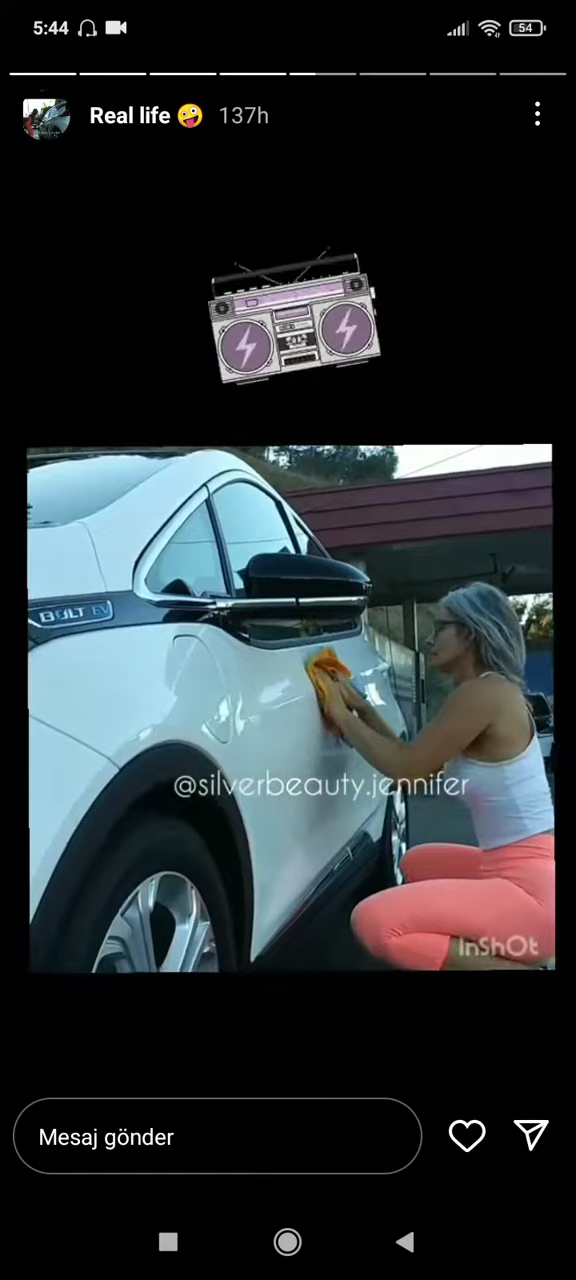 5:44
54
Real life 🤪 137h
BOLT EV
@silverbeauty.jennifer
InShOt
Mesaj gönder